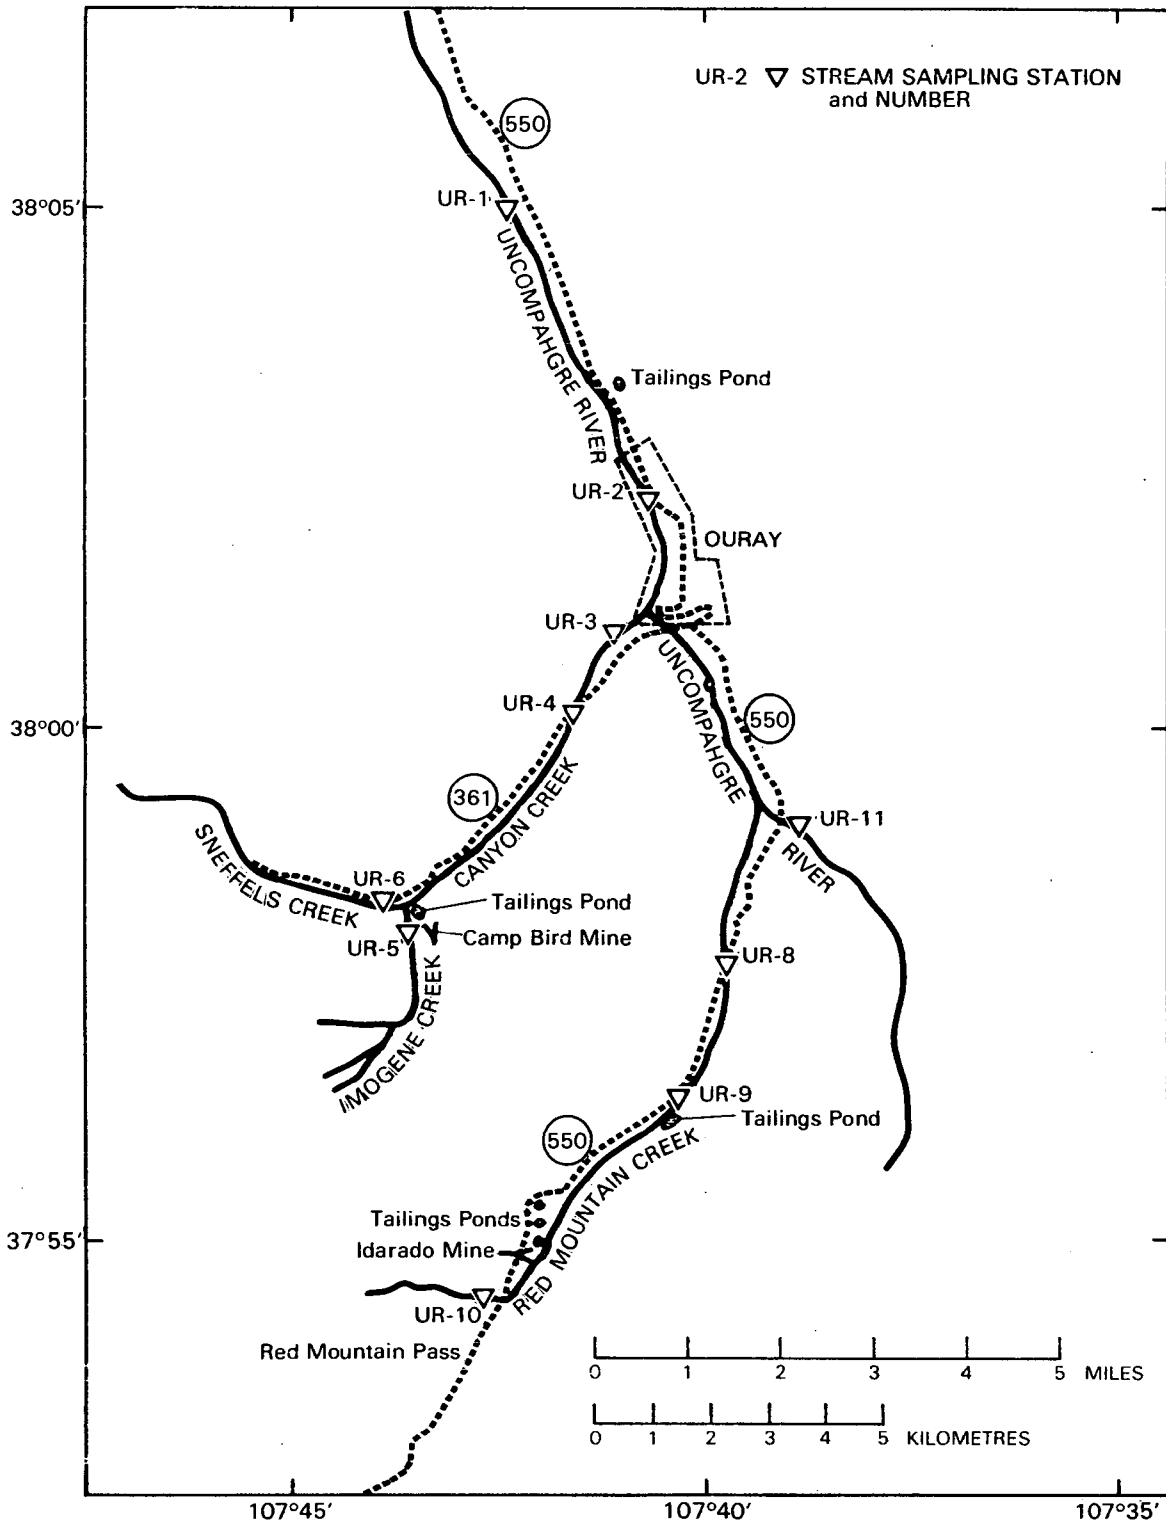 UR-2 STREAM SAMPLING STATION
and NUMBER
550
38°05′
UR-1
UNCOMPAHGRE RIVER
Tailings Pond
UR-2
OURAY
UR-3
UNCOMPAHGRE
UR-4
550
38°00′
361
CANYON CREEK
UR-11
RIVER
SNEFFELS CREEK
UR-6
Tailings Pond
UR-5
Camp Bird Mine
UR-8
IMOGENE CREEK
UR-9
Tailings Pond
550
RED MOUNTAIN CREEK
Tailings Ponds
37°55′
Idarado Mine
UR-10
Red Mountain Pass
0 1 2 3 4 5 MILES
0 1 2 3 4 5 KILOMETRES
107°45′
107°40′
107°35′